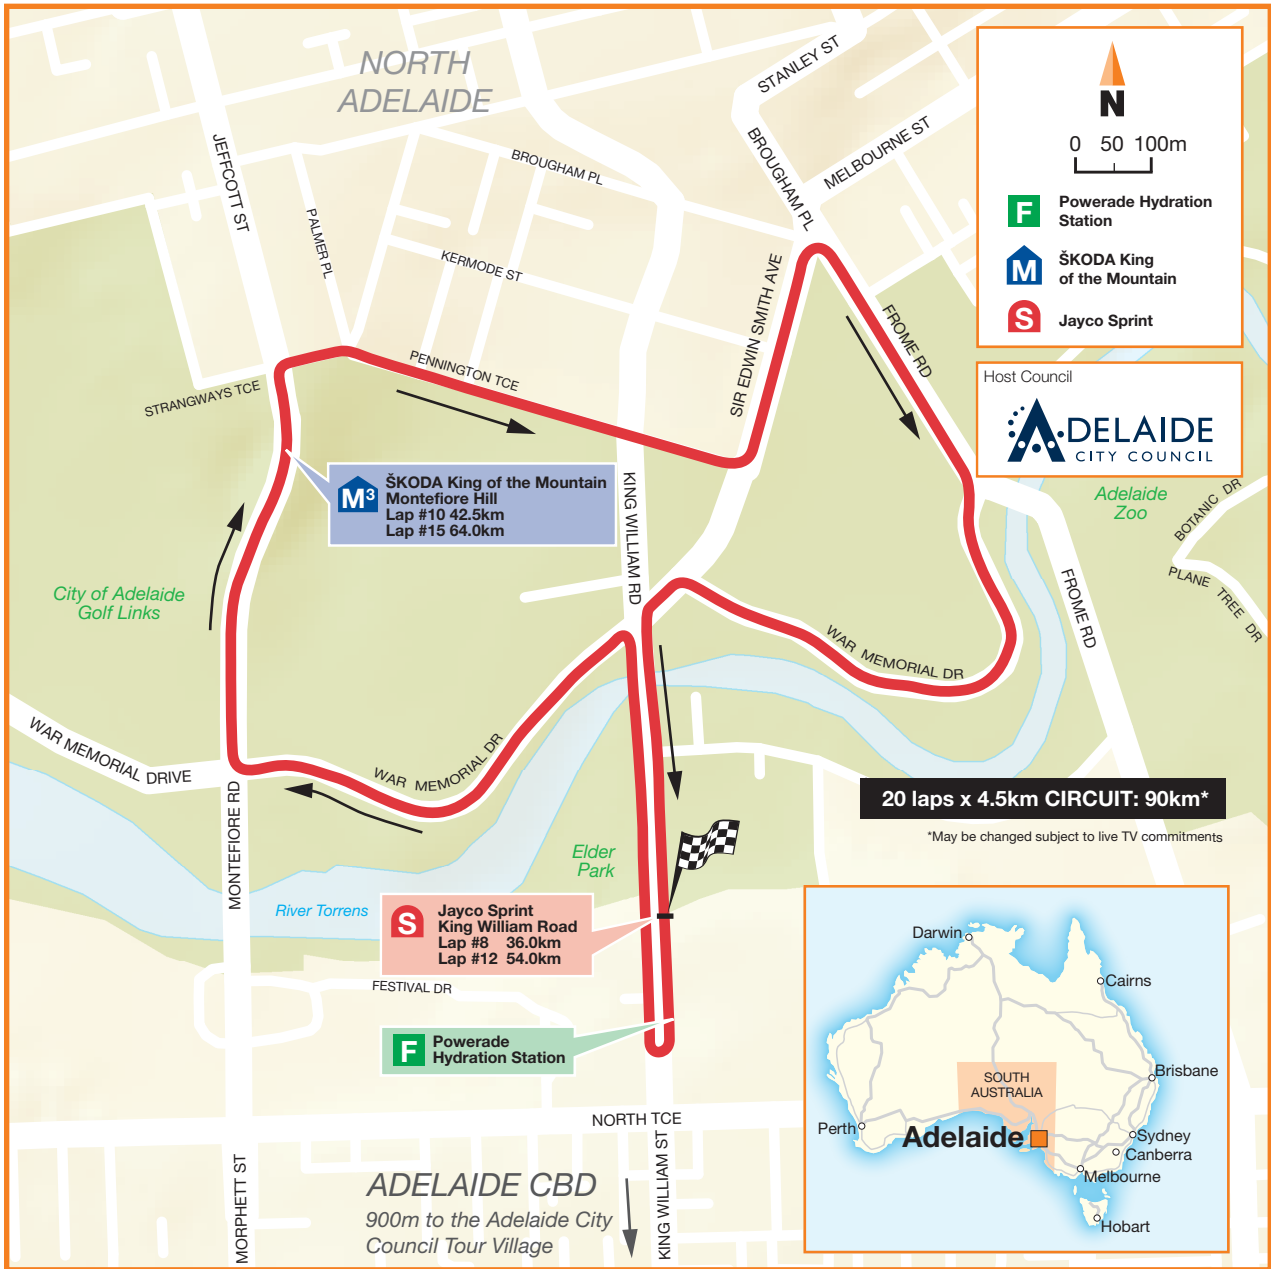 NORTH
ADELAIDE
STANLEY ST
BROUGHAM PL
MELBOURNE ST
JEFFCOTT ST
BROUGHAM PL
PALMER PL
KERMODE ST
SIR EDWIN SMITH AVE
FROME RD
PENNINGTON TCE
STRANGWAYS TCE
N
0 50 100m
F
Powerade Hydration
Station
M
ŠKODA King
of the Mountain
S
Jayco Sprint
Host Council
ADELAIDE
CITY COUNCIL
M3
ŠKODA King of the Mountain
Montefiore Hill
Lap #10 42.5km
Lap #15 64.0km
KING WILLIAM RD
Adelaide
Zoo
BOTANIC DR
PLANE TREE DR
FROME RD
City of Adelaide
Golf Links
WAR MEMORIAL DR
WAR MEMORIAL DRIVE
WAR MEMORIAL DR
MONTEFIORE RD
20 laps x 4.5km CIRCUIT: 90km*
*May be changed subject to live TV commitments
Elder
Park
River Torrens
S
Jayco Sprint
King William Road
Lap #8 36.0km
Lap #12 54.0km
FESTIVAL DR
F
Powerade
Hydration Station
NORTH TCE
MORPHETT ST
KING WILLIAM ST
ADELAIDE CBD
900m to the Adelaide City
Council Tour Village
Darwin
Cairns
Brisbane
SOUTH
AUSTRALIA
Perth
Adelaide
Sydney
Canberra
Melbourne
Hobart